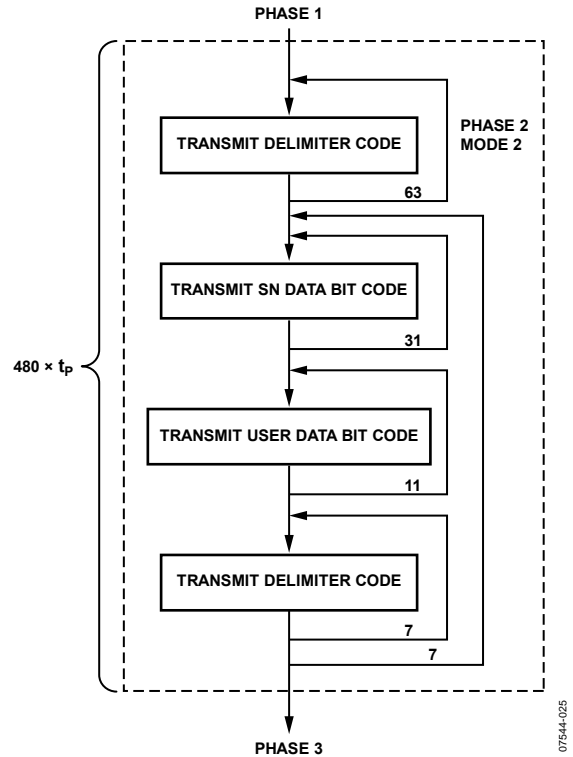 PHASE 1
PHASE 2
MODE 2
TRANSMIT DELIMITER CODE
63
TRANSMIT SN DATA BIT CODE
31
480 × tP
TRANSMIT USER DATA BIT CODE
11
TRANSMIT DELIMITER CODE
7
7
PHASE 3
07544-025